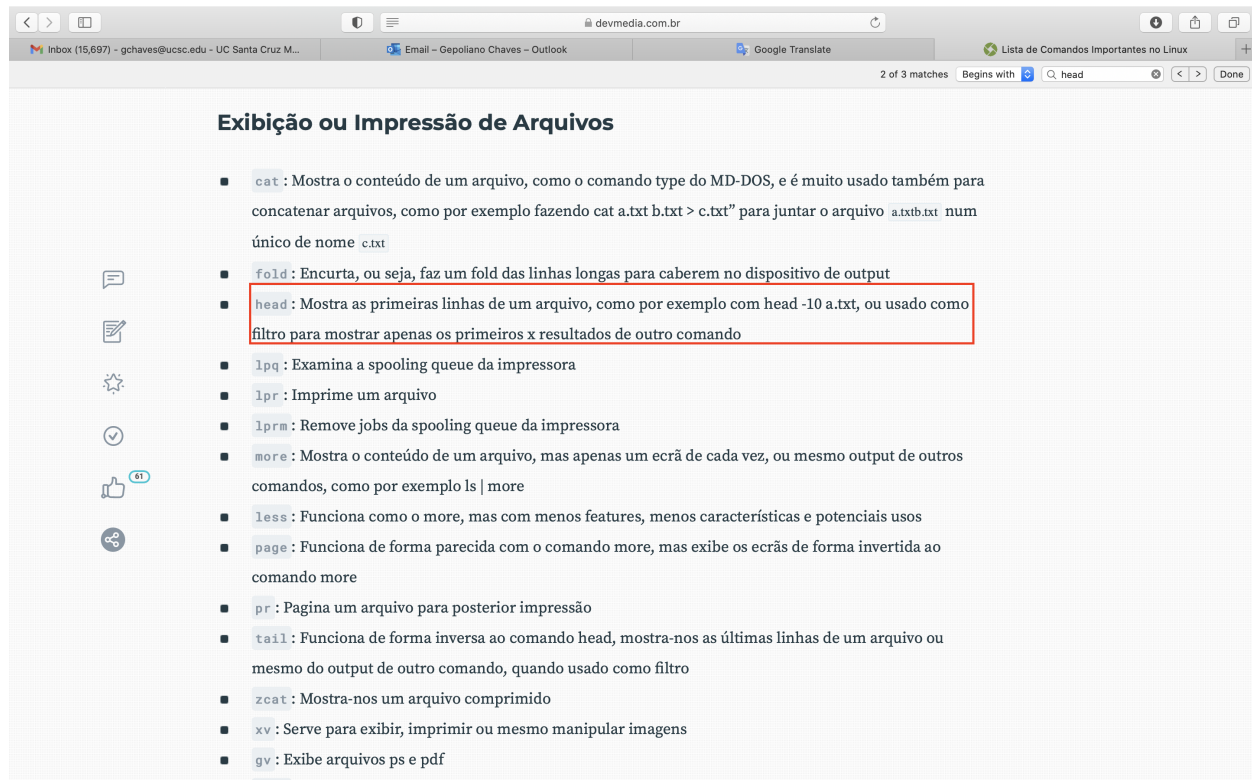 devmedia.com.br
Inbox (15,697) - gchaves@ucsc.edu - UC Santa Cruz M...
Email – Gepoliano Chaves – Outlook
Google Translate
Lista de Comandos Importantes no Linux
2 of 3 matches
Begins with
head
Done
Exibição ou Impressão de Arquivos
cat : Mostra o conteúdo de um arquivo, como o comando type do MD-DOS, e é muito usado também para
concatenar arquivos, como por exemplo fazendo cat a.txt b.txt > c.txt” para juntar o arquivo a.txtb.txt num
único de nome c.txt
fold : Encurta, ou seja, faz um fold das linhas longas para caberem no dispositivo de output
head : Mostra as primeiras linhas de um arquivo, como por exemplo com head -10 a.txt, ou usado como
filtro para mostrar apenas os primeiros x resultados de outro comando
lpq : Examina a spooling queue da impressora
lpr : Imprime um arquivo
lprm : Remove jobs da spooling queue da impressora
more : Mostra o conteúdo de um arquivo, mas apenas um ecrã de cada vez, ou mesmo output de outros
comandos, como por exemplo ls | more
61
less : Funciona como o more, mas com menos features, menos características e potenciais usos
page : Funciona de forma parecida com o comando more, mas exibe os ecrãs de forma invertida ao
comando more
pr : Pagina um arquivo para posterior impressão
tail : Funciona de forma inversa ao comando head, mostra-nos as últimas linhas de um arquivo ou
mesmo do output de outro comando, quando usado como filtro
zcat : Mostra-nos um arquivo comprimido
xv : Serve para exibir, imprimir ou mesmo manipular imagens
gv : Exibe arquivos ps e pdf